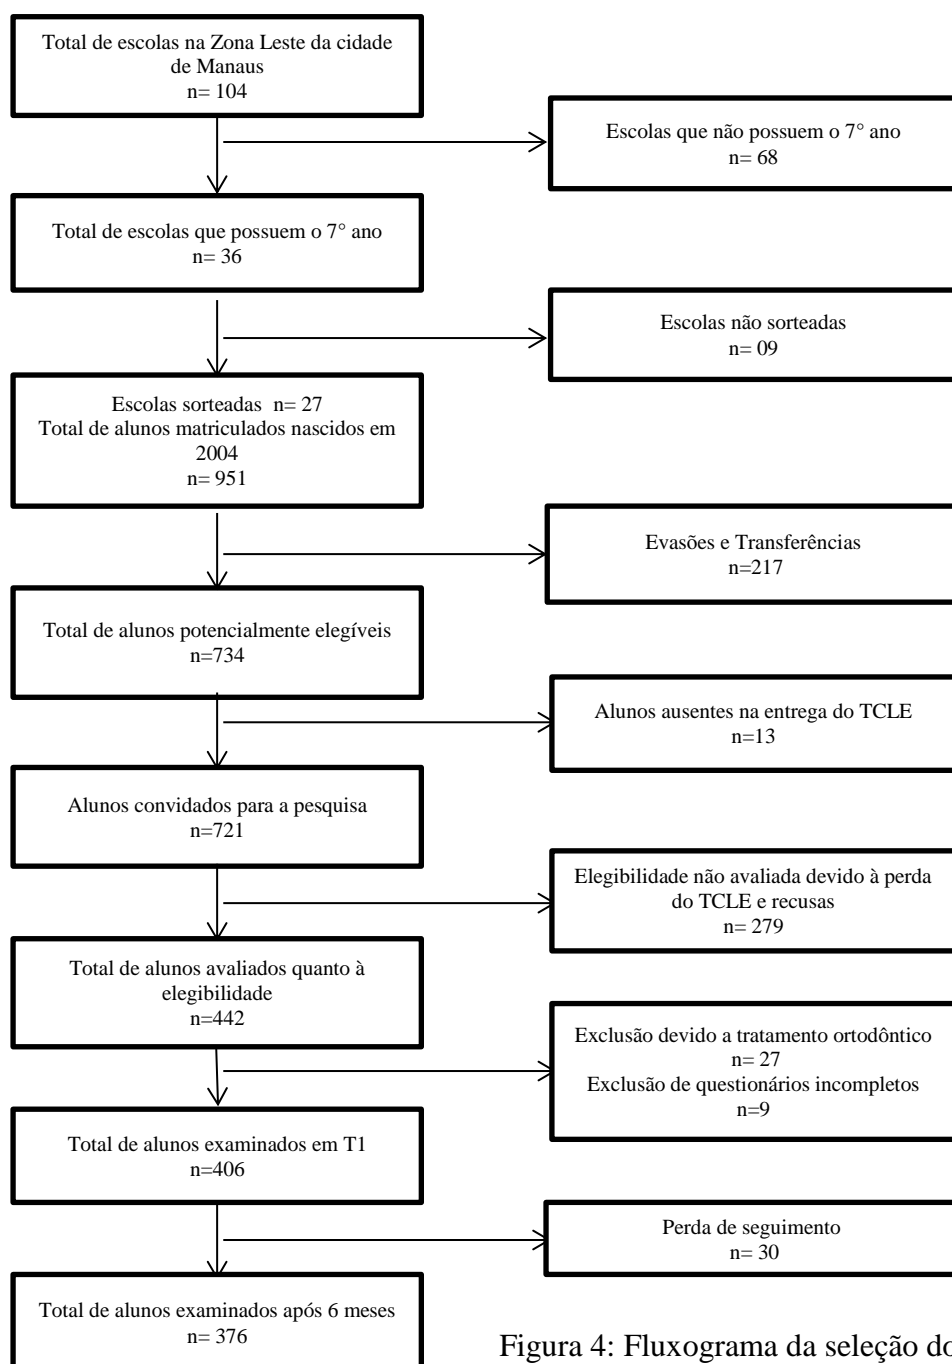 Total de escolas na Zona Leste da cidade
de Manaus
n= 104
Escolas que não possuem o 7° ano
n= 68
Total de escolas que possuem o 7° ano
n= 36
Escolas não sorteadas
n= 09
Escolas sorteadas  n= 27
Total de alunos matriculados nascidos em
2004
n= 951
Evasões e Transferências
n=217
Total de alunos potencialmente elegíveis
n=734
Alunos ausentes na entrega do TCLE
n=13
Alunos convidados para a pesquisa
n=721
Elegibilidade não avaliada devido à perda
do TCLE e recusas
n= 279
Total de alunos avaliados quanto à
elegibilidade
n=442
Exclusão devido a tratamento ortodôntico
n= 27
Exclusão de questionários incompletos
n=9
Total de alunos examinados em T1
n=406
Perda de seguimento
n= 30
Total de alunos examinados após 6 meses
n= 376
Figura 4: Fluxograma da seleção do